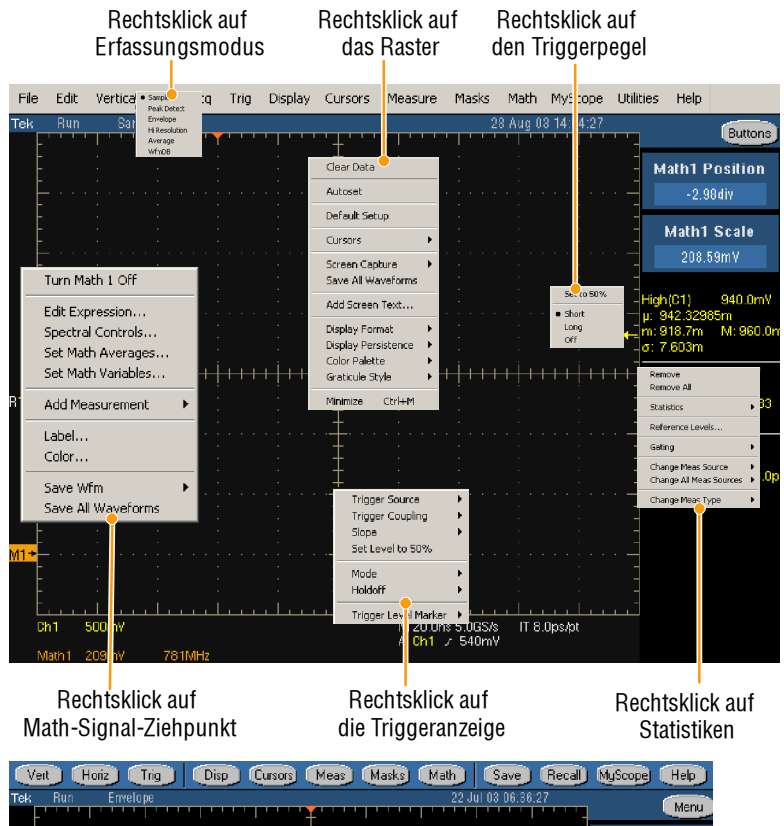 Rechtsklick auf
Erfassungsmodus
Rechtsklick auf
das Raster
Rechtsklick auf
den Triggerpegel
File Edit Trig Display Cursors Measure Masks Math MyScope Utilities Help
Sample
Peak Detect
Envelope
Hi Resolution
Average
WfmDB
Tek Run 28 Aug 03 14:14:27
Buttons
Math1 Position
-2.98div
Math1 Scale
208.59mV
High(C1) 940.0mV
µ: 942.32985m
m: 918.7m M: 960.0m
σ: 7.603m
Clear Data
Autoset
Default Setup
Cursors
Screen Capture
Save All Waveforms
Add Screen Text...
Display Format
Display Persistence
Color Palette
Graticule Style
Minimize Ctrl+M
Set to 50%
Short
Long
Off
Turn Math 1 Off
Edit Expression...
Spectral Controls...
Set Math Averages...
Set Math Variables...
Add Measurement
Label...
Color...
Save Wfm
Save All Waveforms
Remove
Remove All
Statistics
Reference Levels...
Gating
Change Meas Source
Change All Meas Sources
Change Meas Type
Trigger Source
Trigger Coupling
Slope
Set Level to 50%
Mode
Holdoff
Trigger Level Marker
M1
Ch1 500mV
Math1 209mV 781MHz
M 20.0ns 5.0GS/s IT 8.0ps/pt
A Ch1 540mV
Rechtsklick auf
Math-Signal-Ziehpunkt
Rechtsklick auf
die Triggeranzeige
Rechtsklick auf
Statistiken
Vert Horiz Trig Disp Cursors Meas Masks Math Save Recall MyScope Help
Tek Run Envelope 22 Jul 03 06:36:27
Menu